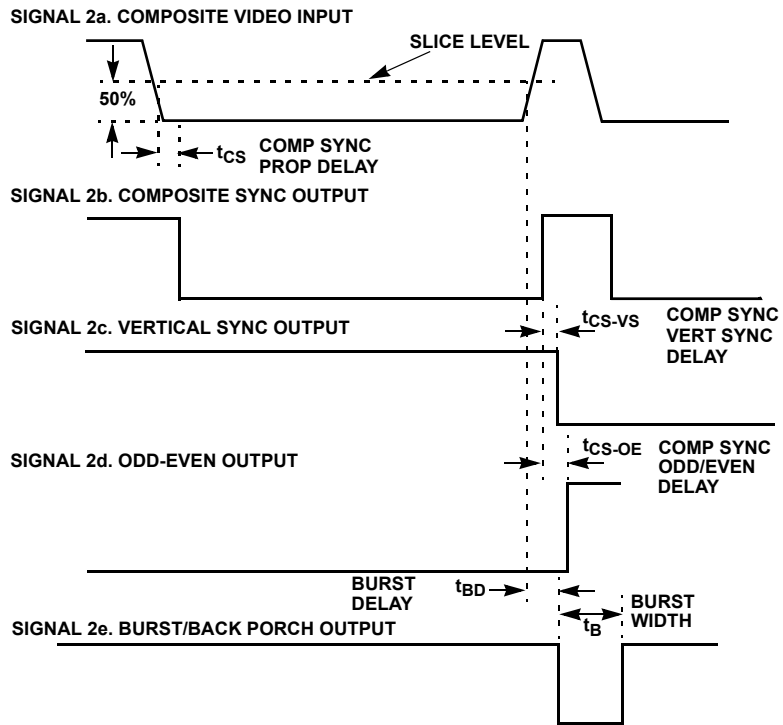 SIGNAL 2a. COMPOSITE VIDEO INPUT
SLICE LEVEL
50%
tCS
COMP SYNC
PROP DELAY
SIGNAL 2b. COMPOSITE SYNC OUTPUT
SIGNAL 2c. VERTICAL SYNC OUTPUT
tCS-VS
COMP SYNC
VERT SYNC
DELAY
SIGNAL 2d. ODD-EVEN OUTPUT
tCS-OE
COMP SYNC
ODD/EVEN
DELAY
BURST
DELAY
tBD
SIGNAL 2e. BURST/BACK PORCH OUTPUT
tB
BURST
WIDTH